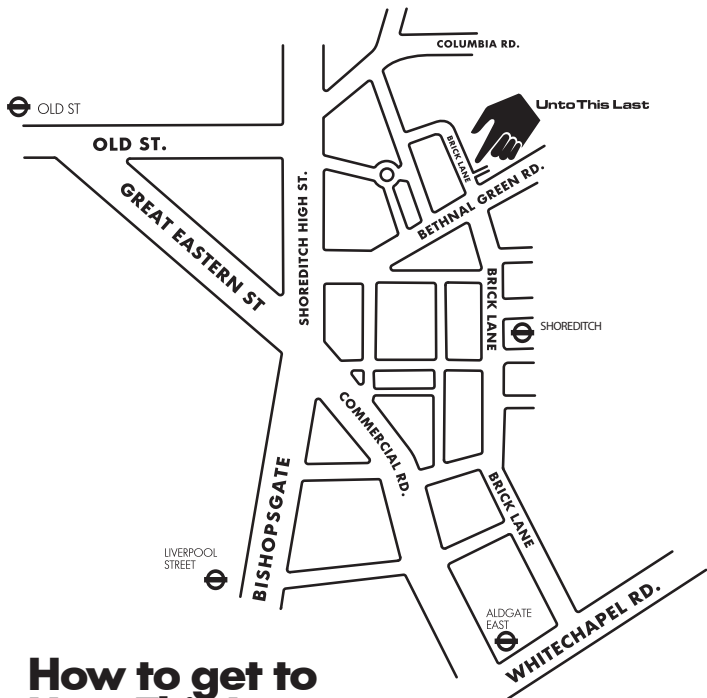 COLUMBIA RD.
OLD ST
Unto This Last
OLD ST.
BRICK LANE
BETHNAL GREEN RD.
GREAT EASTERN ST
SHOREDITCH HIGH ST.
BRICK LANE
SHOREDITCH
COMMERCIAL RD.
BRICK LANE
BISHOPSGATE
LIVERPOOL
STREET
ALDGATE
EAST
WHITECHAPEL RD.
How to get to